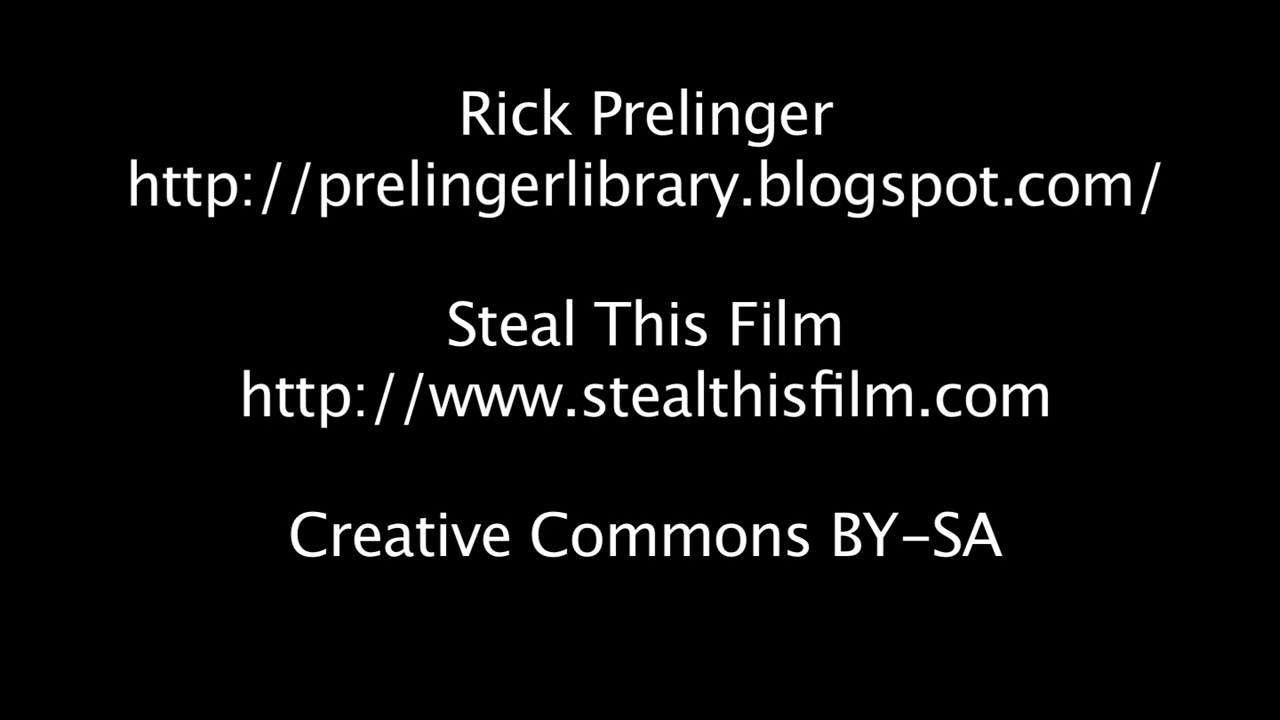 Rick Prelinger
http://prelingerlibrary.blogspot.com/
Steal This Film
http://www.stealthisfilm.com
Creative Commons BY-SA